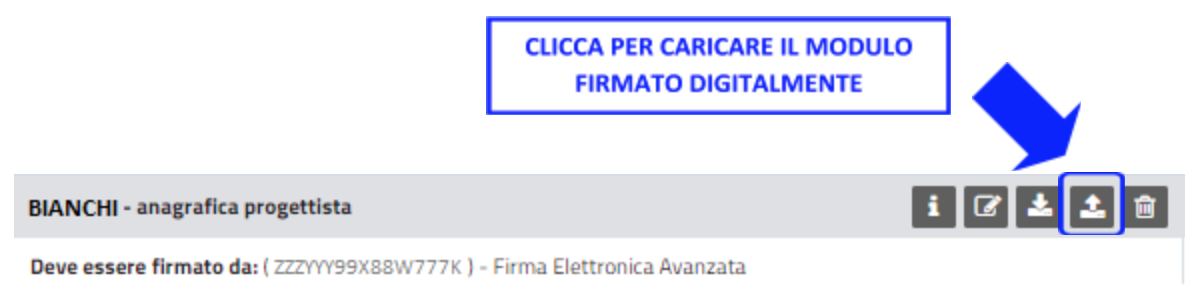 CLICCA PER CARICARE IL MODULO
FIRMATO DIGITALMENTE
BIANCHI - anagrafica progettista
Deve essere firmato da: ( ZZZYYY99X88W777K ) - Firma Elettronica Avanzata